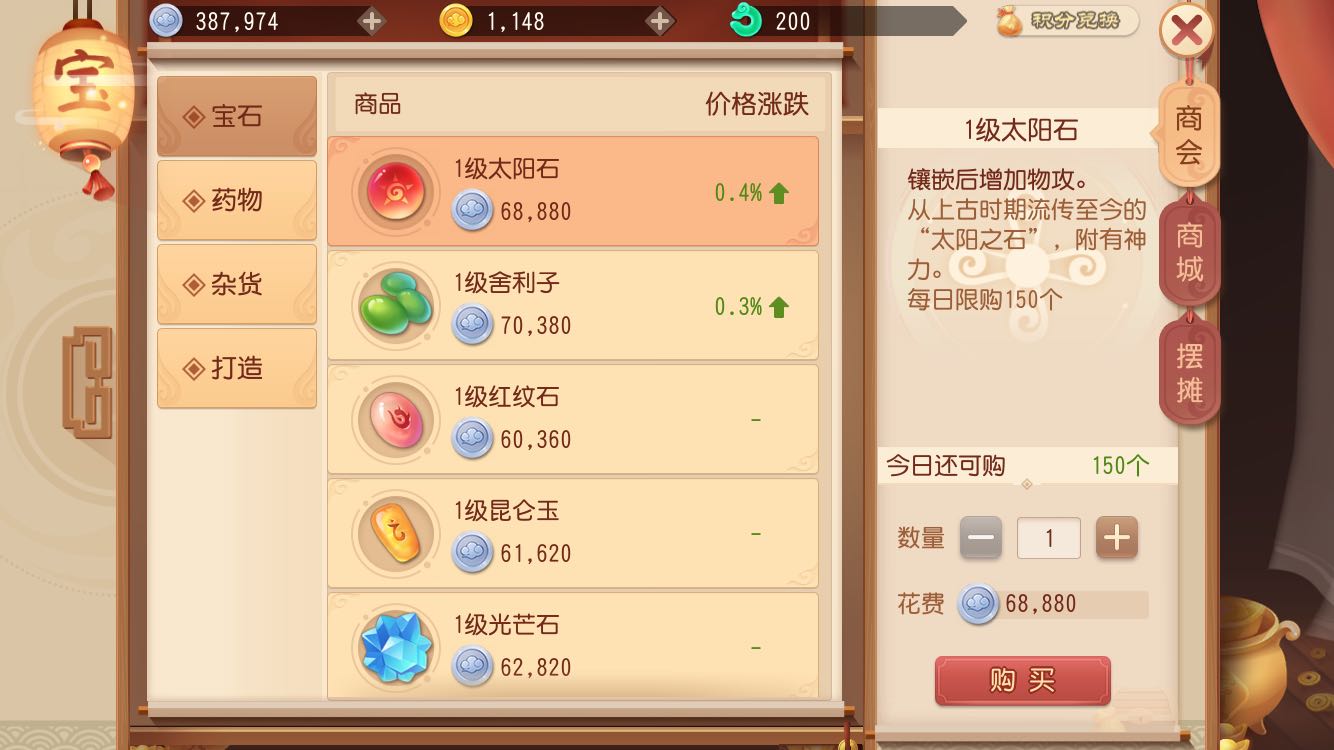 387,974
1,148
200
积分兑换
宝
宝石
药物
杂货
打造
商品
价格涨跌
1级太阳石
68,880
0.4%
1级舍利子
70,380
0.3%
1级红纹石
60,360
-
1级昆仑玉
61,620
-
1级光芒石
62,820
-
1级太阳石
镶嵌后增加物攻。
从上古时期流传至今的
“太阳之石”，附有神
力。
每日限购150个
今日还可购 150个
数量 1
花费 68,880
购买
商会
商城
摆摊